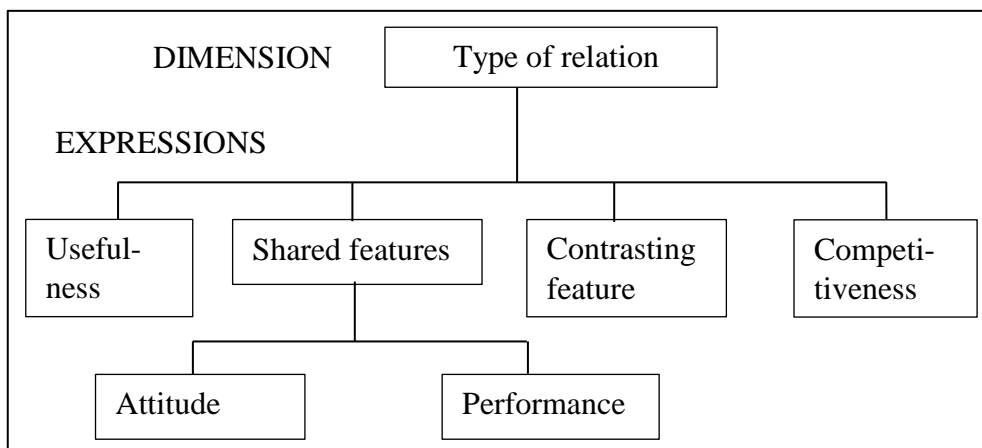 DIMENSION
Type of relation
EXPRESSIONS
Useful-
ness
Shared features
Contrasting
feature
Competi-
tiveness
Attitude
Performance